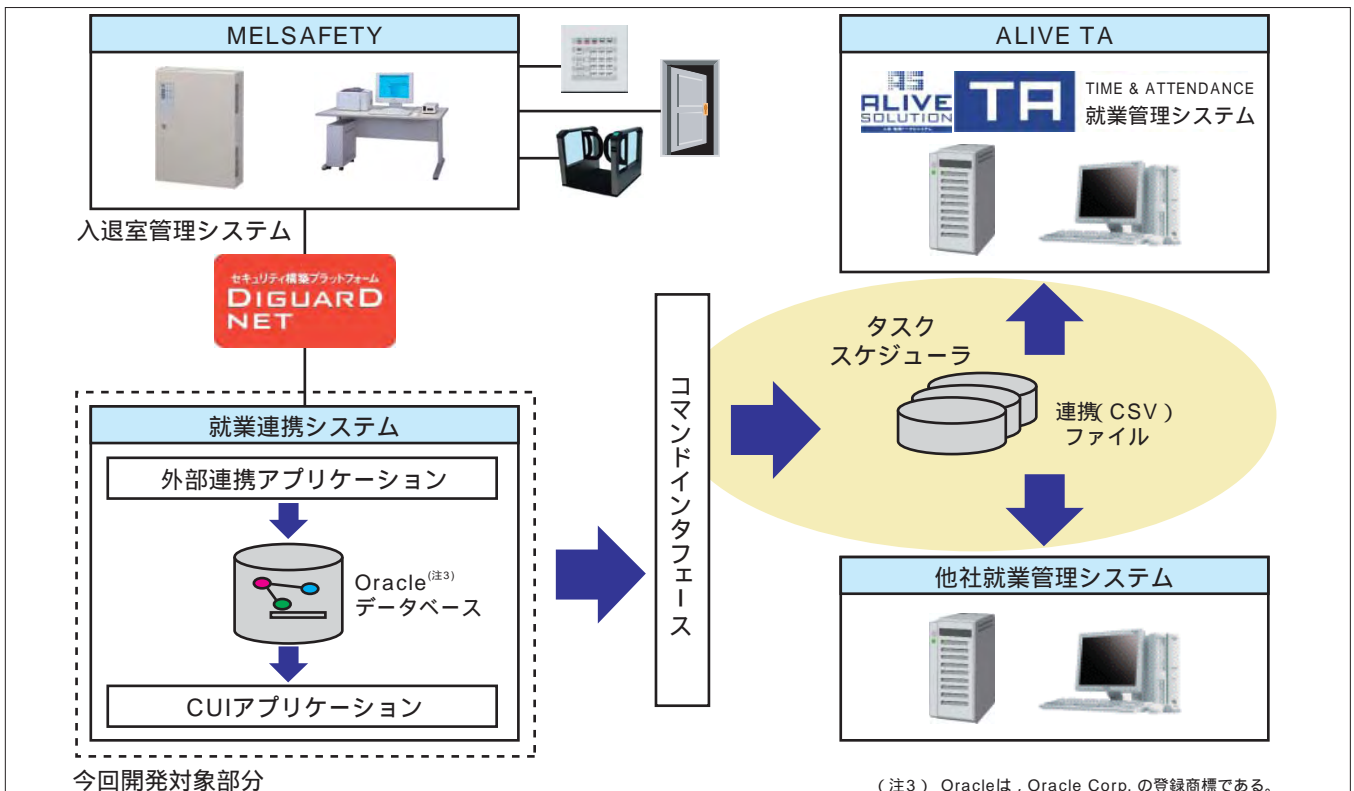 MELSAFETY
入退室管理システム
セキュリティ構築プラットフォーム
DIGUARD
NET
就業連携システム
外部連携アプリケーション
Oracle(注3)
データベース
CUIアプリケーション
今回開発対象部分
コマンドインタフェース
タスク
スケジューラ
連携(CSV)
ファイル
ALIVE TA
ALIVE
SOLUTION
TA
TIME & ATTENDANCE
就業管理システム
他社就業管理システム
(注3) Oracleは,Oracle Corp. の登録商標である。